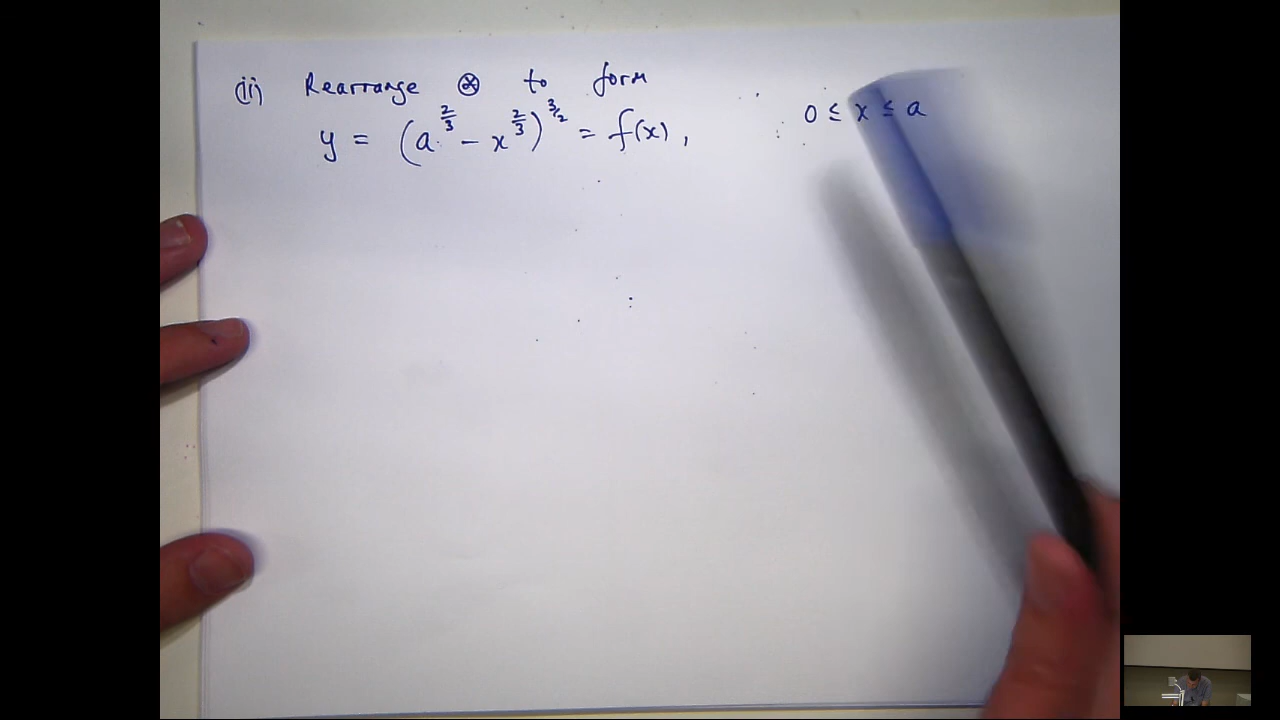 (ii) Rearrange ⊛ to form
y = (a^{2/3} - x^{2/3})^{3/2} = f(x), 0 ≤ x ≤ a